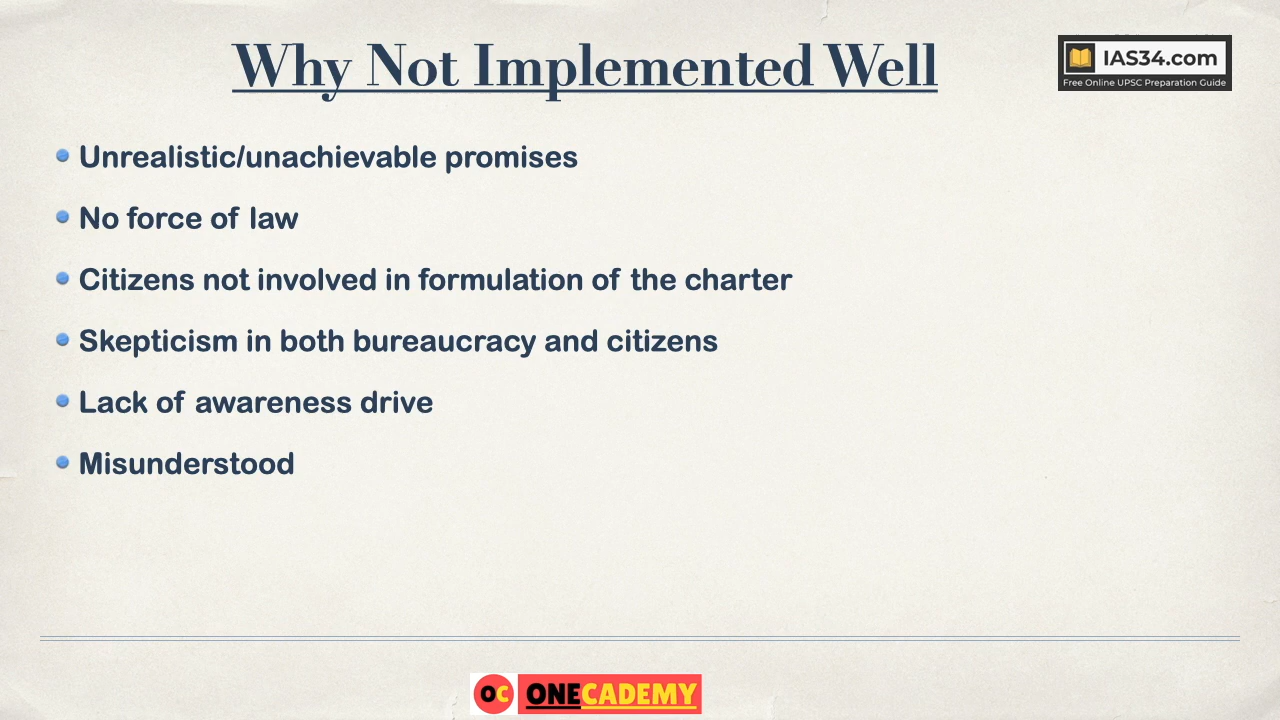 Why Not Implemented Well
IAS34.com
Free Online UPSC Preparation Guide
Unrealistic/unachievable promises
No force of law
Citizens not involved in formulation of the charter
Skepticism in both bureaucracy and citizens
Lack of awareness drive
Misunderstood
OC ONECADEMY